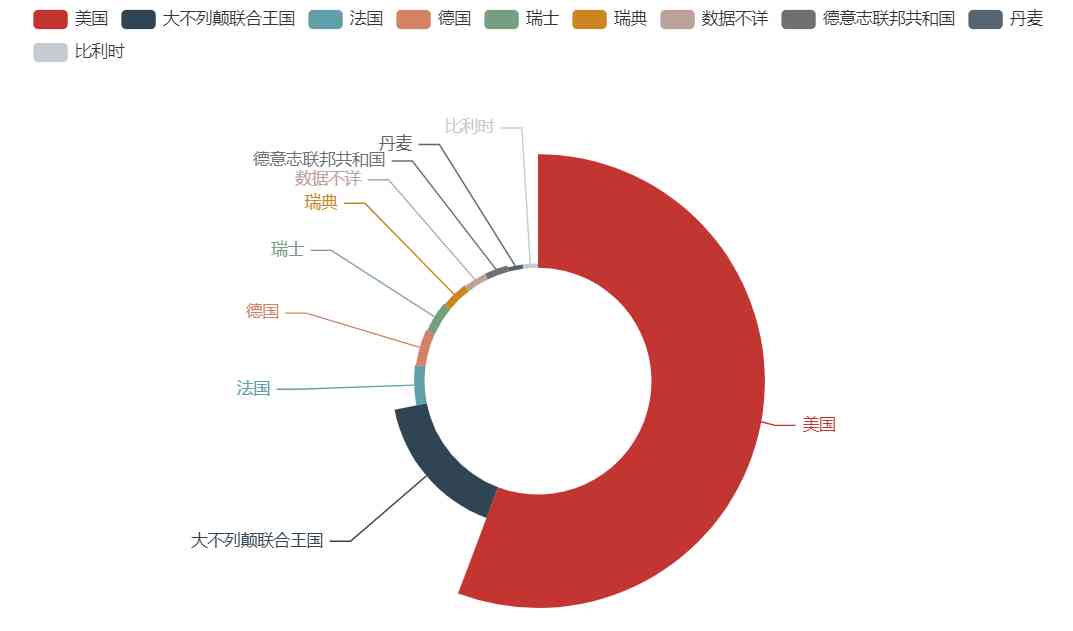 美国 大不列颠联合王国 法国 德国 瑞士 瑞典 数据不详 德意志联邦共和国 丹麦
比利时
比利时
丹麦
德意志联邦共和国
数据不详
瑞典
瑞士
德国
法国
美国
大不列颠联合王国